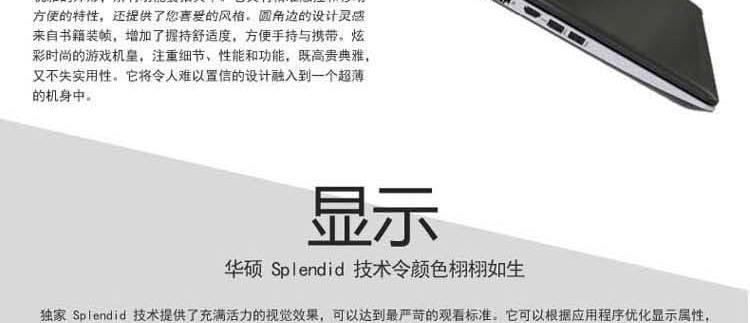 方便的特性，还提供了您喜爱的风格。圆角边的设计灵感
来自书籍装帧，增加了握持舒适度，方便手持与携带。炫
彩时尚的游戏机皇，注重细节、性能和功能，既高贵典雅，
又不失实用性。它将令人难以置信的设计融入到一个超薄
的机身中。
显示
华硕 Splendid 技术令颜色栩栩如生
独家 Splendid 技术提供了充满活力的视觉效果，可以达到最严苛的观看标准。它可以根据应用程序优化显示属性，